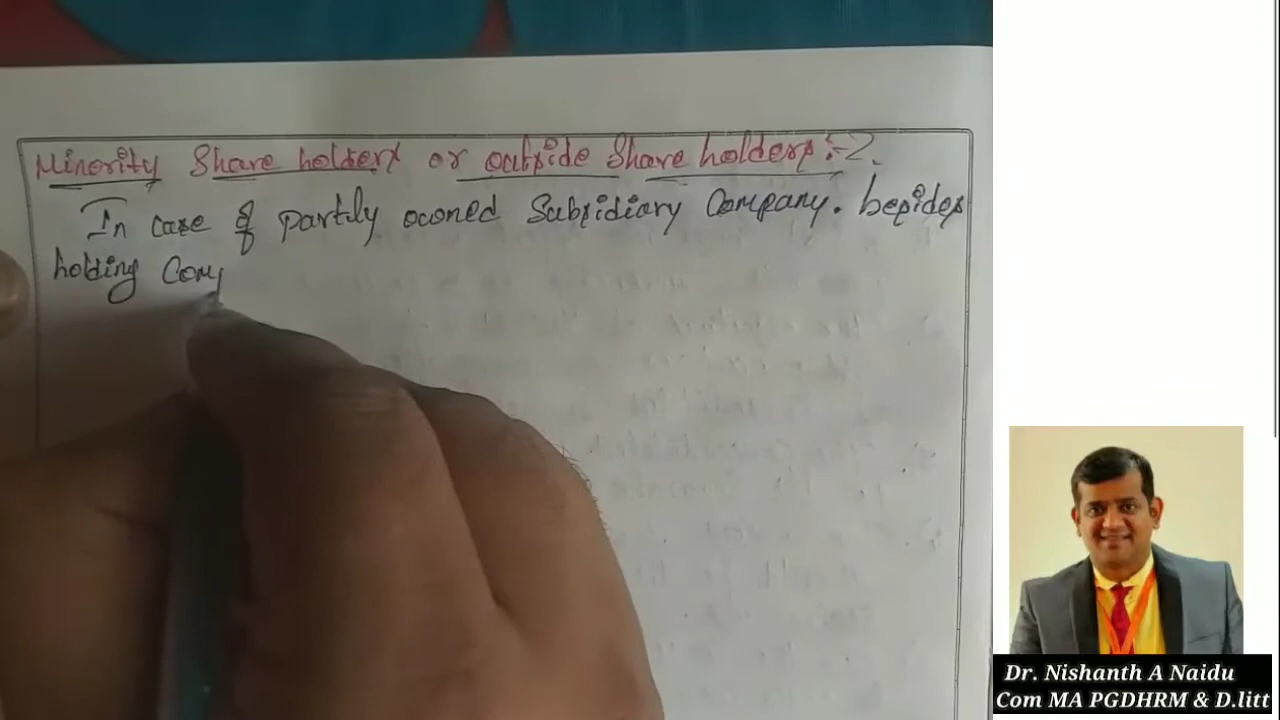 Minority Share holders or outside Share holders :-2.
In case of partly owned Subsidiary Company. besides
holding Com
Dr. Nishanth A Naidu
Com MA PGDHRM & D.litt